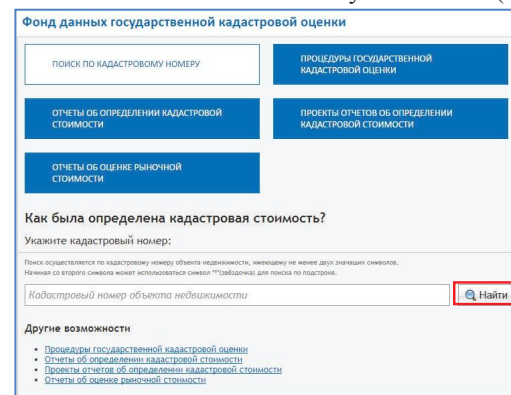 Фонд данных государственной кадастровой оценки
ПОИСК ПО КАДАСТРОВОМУ НОМЕРУ
ПРОЦЕДУРЫ ГОСУДАРСТВЕННОЙ
КАДАСТРОВОЙ ОЦЕНКИ
ОТЧЕТЫ ОБ ОПРЕДЕЛЕНИИ КАДАСТРОВОЙ
СТОИМОСТИ
ПРОЕКТЫ ОТЧЕТОВ ОБ ОПРЕДЕЛЕНИИ
КАДАСТРОВОЙ СТОИМОСТИ
ОТЧЕТЫ ОБ ОЦЕНКЕ РЫНОЧНОЙ
СТОИМОСТИ
Как была определена кадастровая стоимость?
Укажите кадастровый номер:
Поиск осуществляется по кадастровому номеру объекта недвижимости, имеющему не менее двух значащих символов.
Начиная со второго символа может использоваться символ "*"(звёздочка) для поиска по подстроке.
Кадастровый номер объекта недвижимости
Найти
Другие возможности
• Процедуры государственной кадастровой оценки
• Отчеты об определении кадастровой стоимости
• Проекты отчетов об определении кадастровой стоимости
• Отчеты об оценке рыночной стоимости